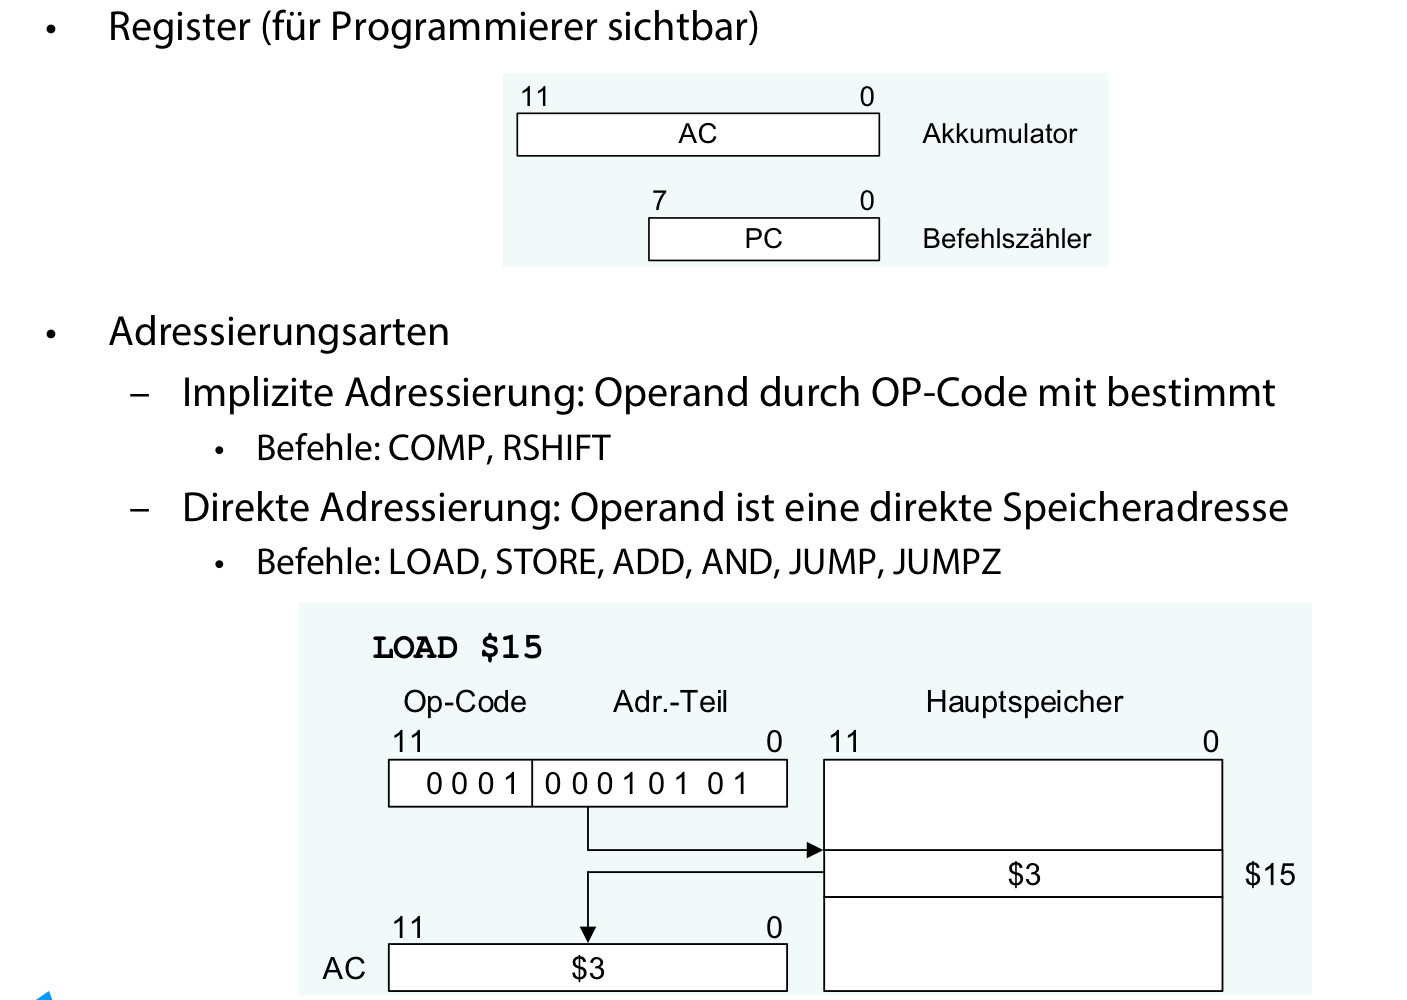 • Register (für Programmierer sichtbar)
11 0
AC Akkumulator
7 0
PC Befehlszähler
• Adressierungsarten
– Implizite Adressierung: Operand durch OP-Code mit bestimmt
• Befehle: COMP, RSHIFT
– Direkte Adressierung: Operand ist eine direkte Speicheradresse
• Befehle: LOAD, STORE, ADD, AND, JUMP, JUMPZ
LOAD $15
Op-Code Adr.-Teil Hauptspeicher
11 0 11 0
0 0 0 1 0 0 0 1 0 1 0 1
$3 $15
11 0
AC $3